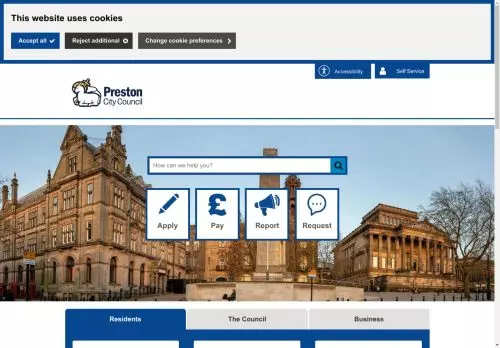 This website uses cookies
Accept all
Reject additional
Change cookie preferences
Accessibility
Self Service
Preston
City Council
How can we help you?
Apply
Pay
Report
Request
Residents
The Council
Business